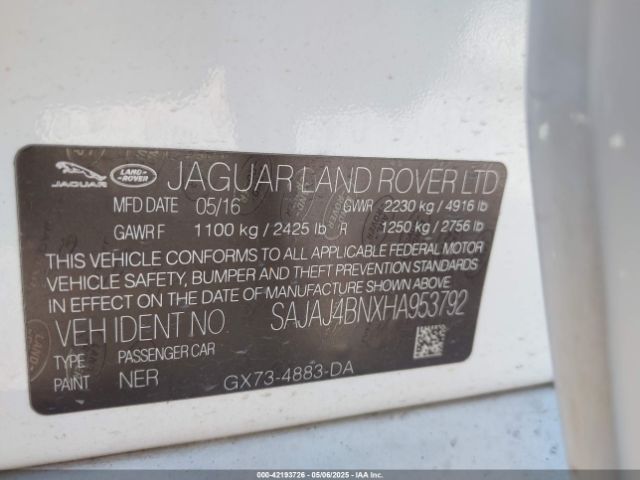 JAGUAR LAND ROVER JAGUAR LAND ROVER LTD
MFD DATE 05/16 GVWR 2230 kg / 4916 lb
GAWR F 1100 kg / 2425 lb R 1250 kg / 2756 lb
THIS VEHICLE CONFORMS TO ALL APPLICABLE FEDERAL MOTOR
VEHICLE SAFETY, BUMPER AND THEFT PREVENTION STANDARDS
IN EFFECT ON THE DATE OF MANUFACTURE SHOWN ABOVE.
VEH IDENT NO. SAJAJ4BNXHA953792
TYPE PASSENGER CAR
PAINT NER GX73-4883-DA
000-42193726 - 05/06/2025 - IAAI Inc.